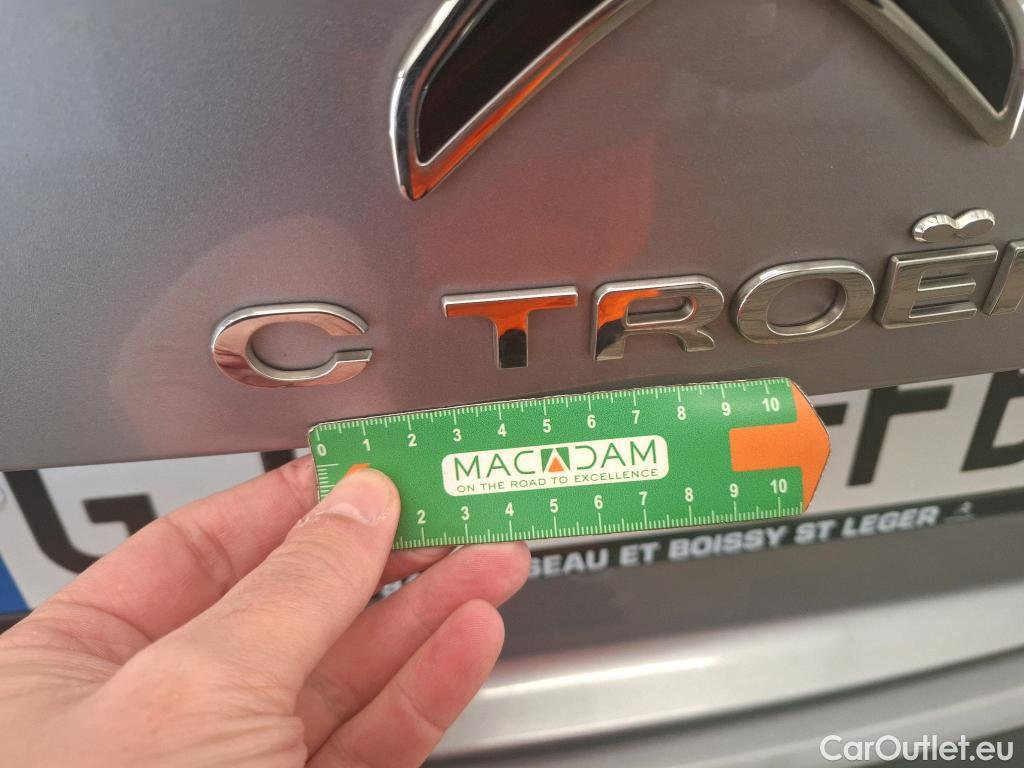 C TROË
0 1 2 3 4 5 6 7 8 9 10
MACADAM
ON THE ROAD TO EXCELLENCE
2 3 4 5 6 7 8 9 10
SEAU ET BOISSY ST LEGER
CarOutlet.eu